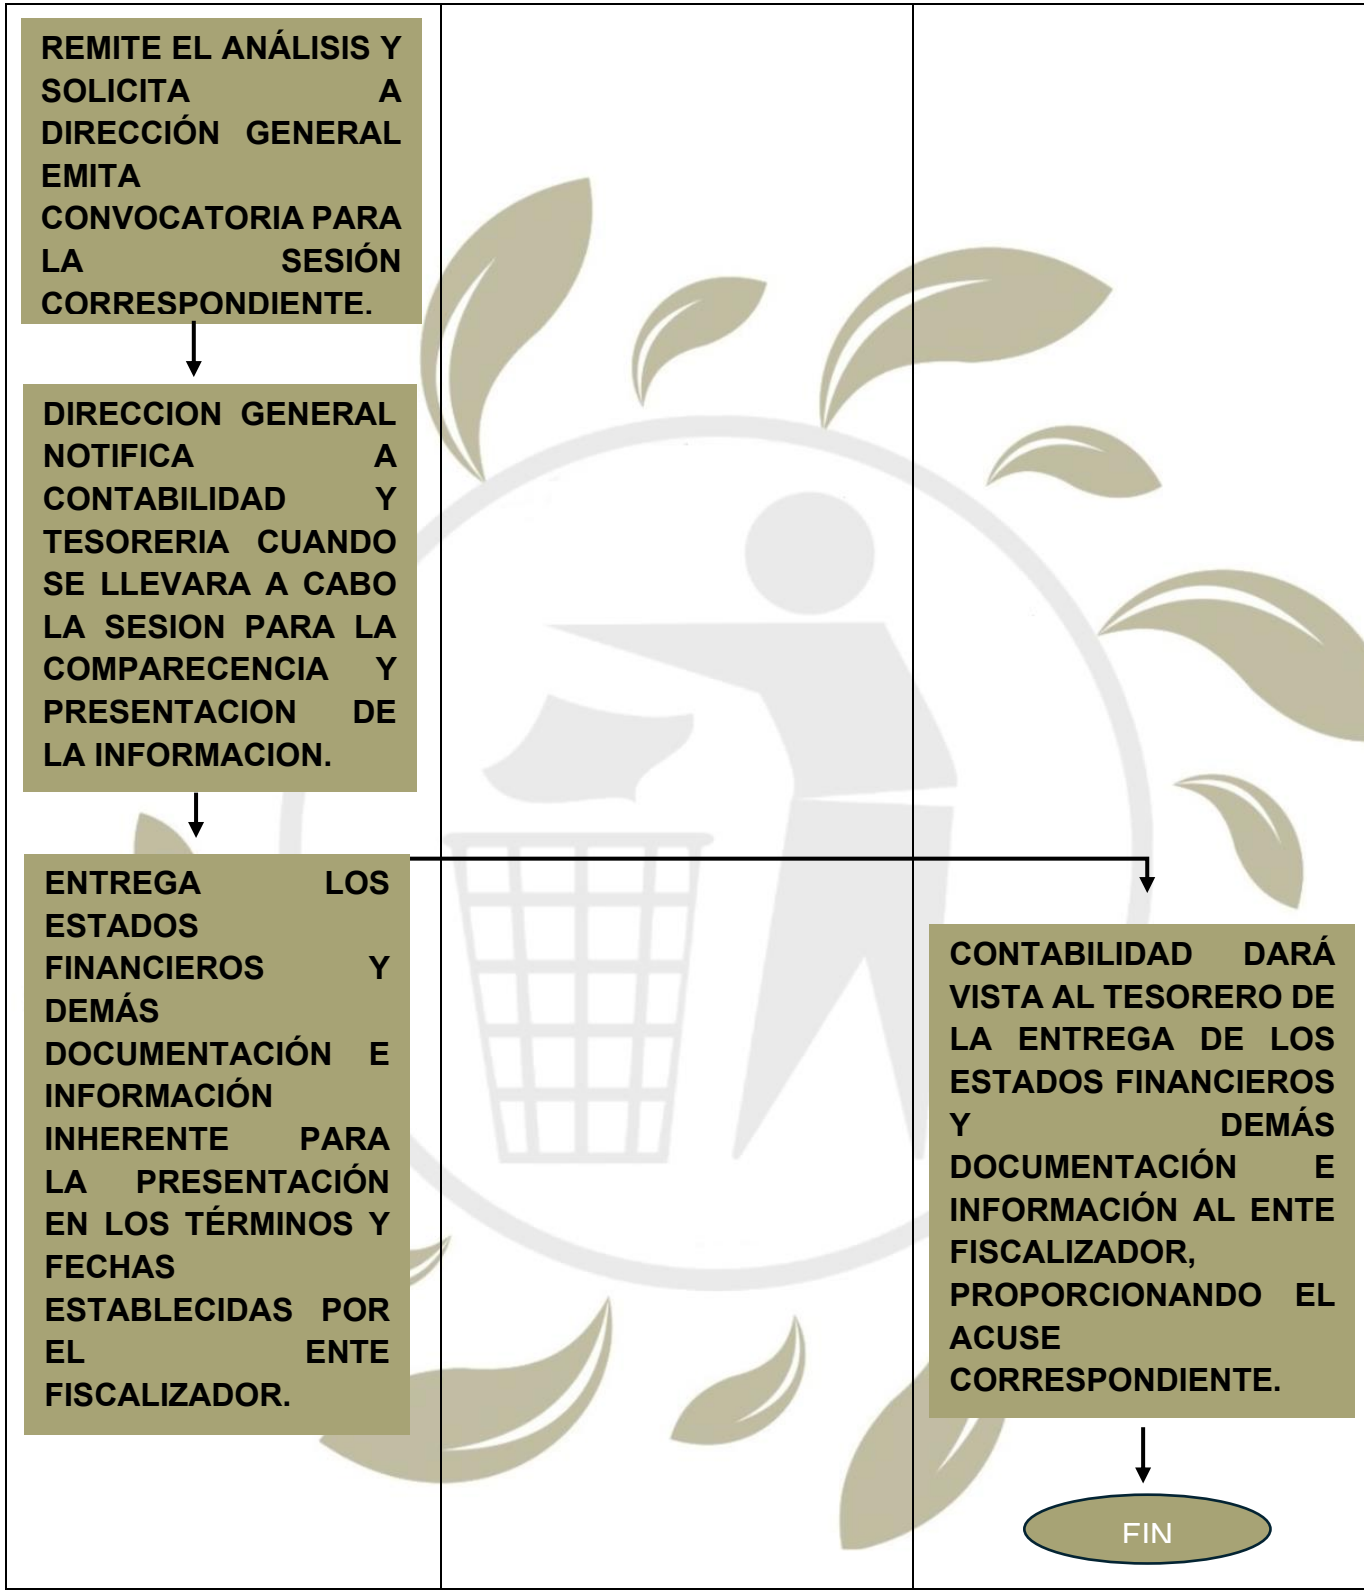 REMITE EL ANÁLISIS Y
SOLICITA A
DIRECCIÓN GENERAL
EMITA
CONVOCATORIA PARA
LA SESIÓN
CORRESPONDIENTE.
DIRECCION GENERAL
NOTIFICA A
CONTABILIDAD Y
TESORERIA CUANDO
SE LLEVARA A CABO
LA SESION PARA LA
COMPARECENCIA Y
PRESENTACION DE
LA INFORMACION.
ENTREGA LOS
ESTADOS
FINANCIEROS Y
DEMÁS
DOCUMENTACIÓN E
INFORMACIÓN
INHERENTE PARA
LA PRESENTACIÓN
EN LOS TÉRMINOS Y
FECHAS
ESTABLECIDAS POR
EL ENTE
FISCALIZADOR.
CONTABILIDAD DARÁ
VISTA AL TESORERO DE
LA ENTREGA DE LOS
ESTADOS FINANCIEROS
Y DEMÁS
DOCUMENTACIÓN E
INFORMACIÓN AL ENTE
FISCALIZADOR,
PROPORCIONANDO EL
ACUSE
CORRESPONDIENTE.
FIN